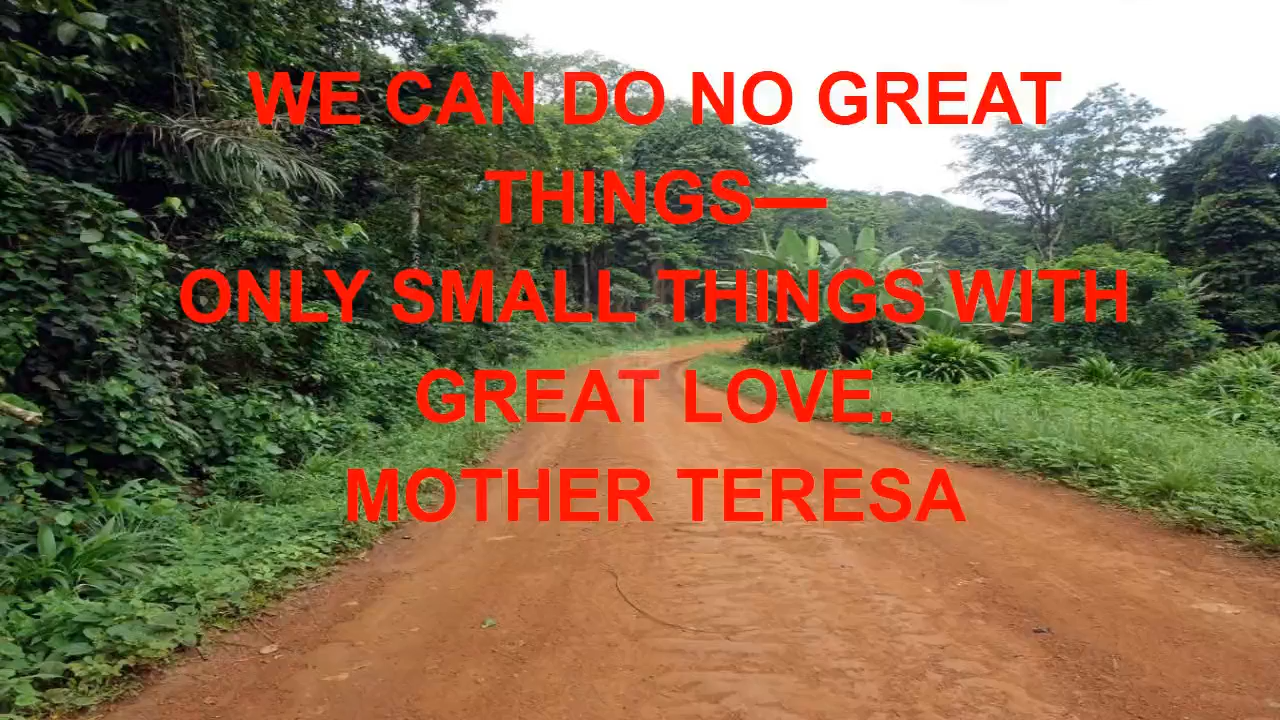 WE CAN DO NO GREAT
THINGS—
ONLY SMALL THINGS WITH
GREAT LOVE.
MOTHER TERESA